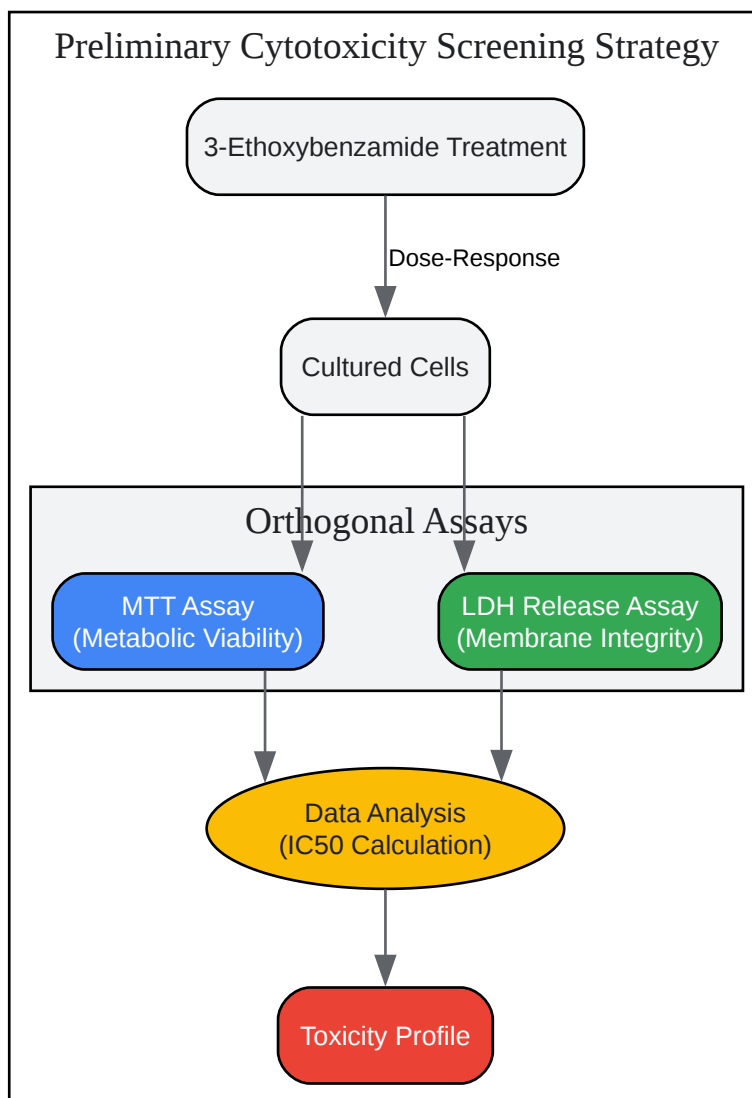 Preliminary Cytotoxicity Screening Strategy
3-Ethoxybenzamide Treatment
Dose-Response
Cultured Cells
Orthogonal Assays
MTT Assay
(Metabolic Viability)
LDH Release Assay
(Membrane Integrity)
Data Analysis
(IC50 Calculation)
Toxicity Profile